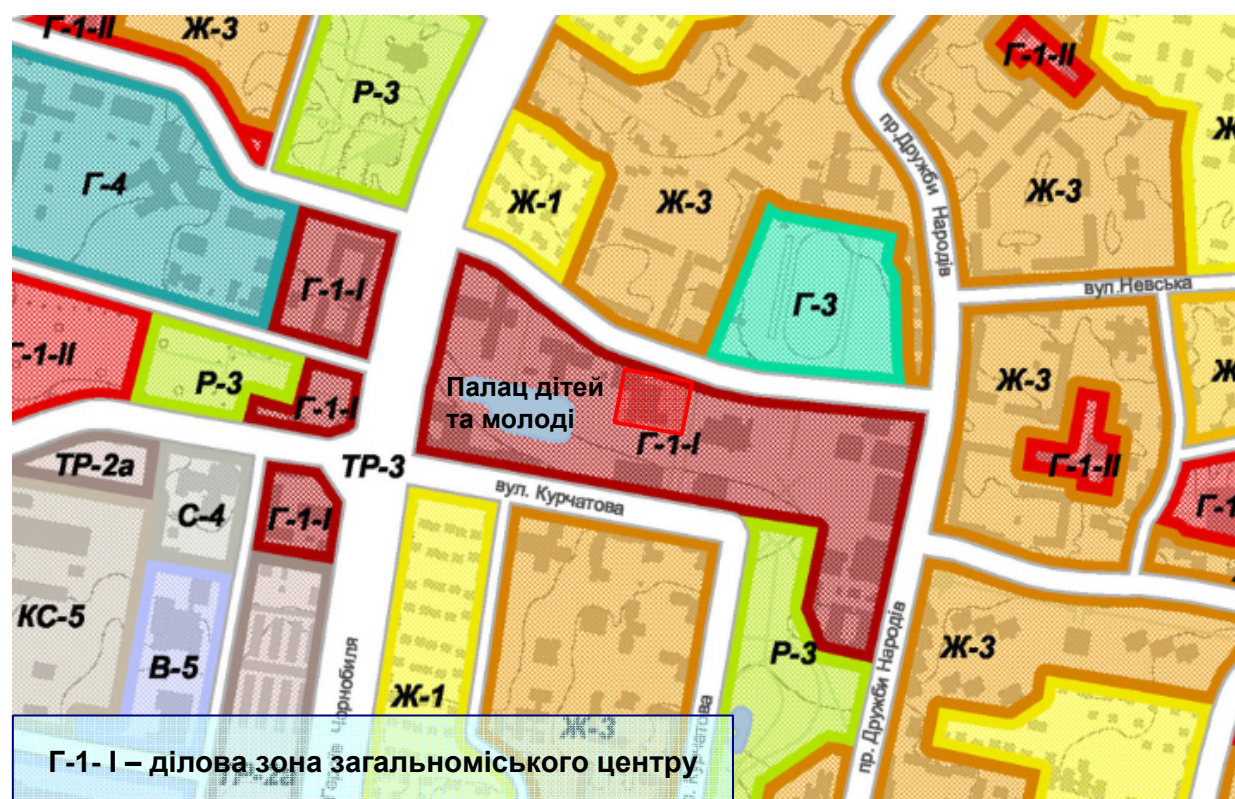 Г-1-II
Ж-3
Р-3
Г-1-II
Г-4
Ж-1
Ж-3
пр.Дружби Народів
Ж-3
Г-1-I
Г-3
вул.Невська
Г-1-II
Р-3
Г-1-I
Палац дітей
та молоді
Г-1-I
Ж-3
Г-1-II
ТР-2а
ТР-3
С-4
Г-1-I
вул. Курчатова
КС-5
В-5
Ж-1
Ж-3
Р-3
пр. Дружби Народів
Ж-3
Г-1- I – ділова зона загальноміського центру